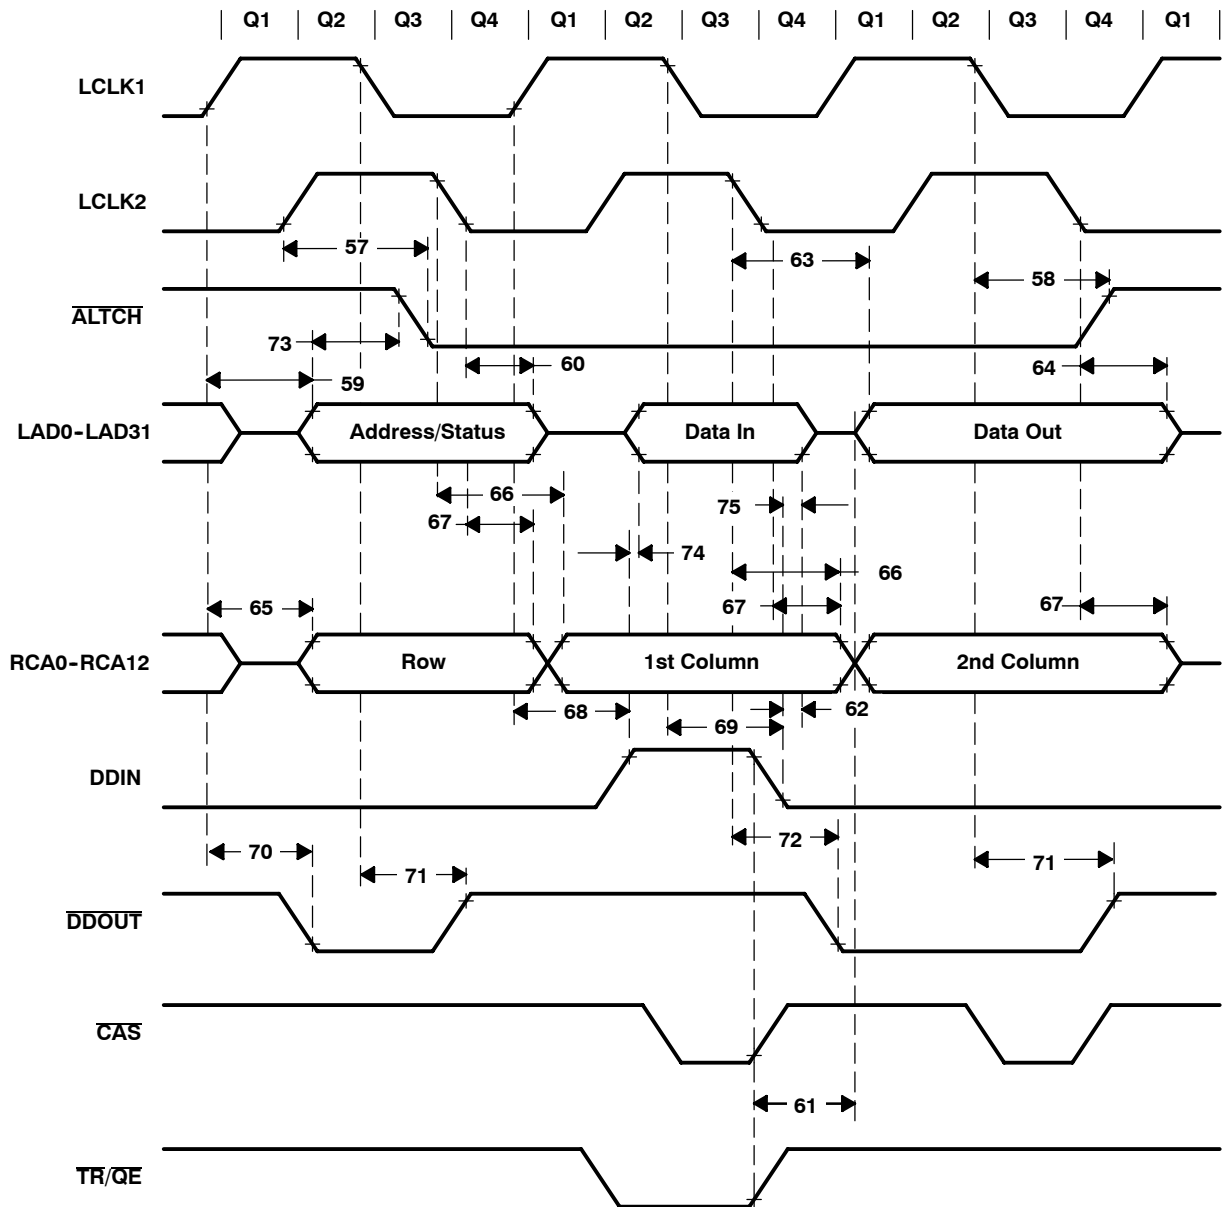 Q1 Q2 Q3 Q4 Q1 Q2 Q3 Q4 Q1 Q2 Q3 Q4 Q1
LCLK1
LCLK2
57
63
58
ALTCH
73
60
64
59
LAD0-LAD31
Address/Status
Data In
Data Out
66
75
67
74
66
65
67
67
RCA0-RCA12
Row
1st Column
2nd Column
68
62
69
DDIN
70
72
71
71
DDOUT
CAS
61
TR/QE